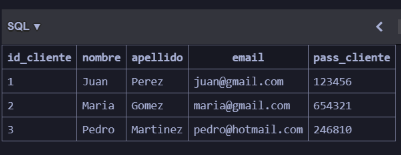 SQL ▼
id_cliente nombre apellido email pass_cliente
1 Juan Perez juan@gmail.com 123456
2 Maria Gomez maria@gmail.com 654321
3 Pedro Martinez pedro@hotmail.com 246810